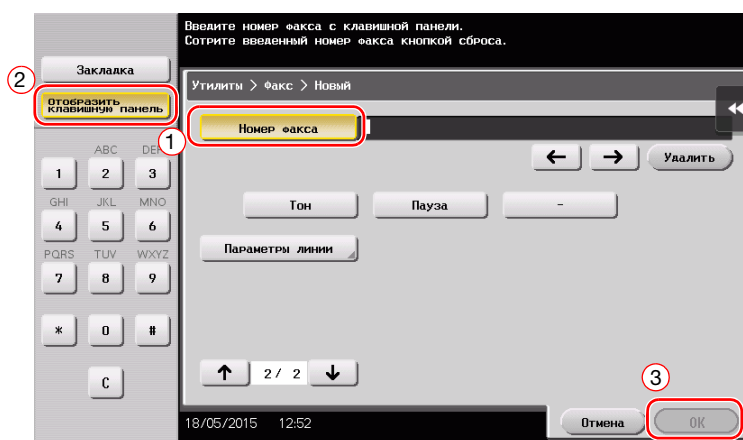 Введите номер факса с клавишной панели.
Сотрите введенный номер факса кнопкой сброса.
2
Закладка
Утилиты > Факс > Новый
Отобразить
клавишную панель
1
Номер факса
ABC DEF
1 2 3
← → Удалить
GHI JKL MNO
4 5 6
Тон Пауза -
PQRS TUV WXYZ
7 8 9
Параметры линии
* 0 #
↑ 2/ 2 ↓
C
3
18/05/2015 12:52
Отмена OK